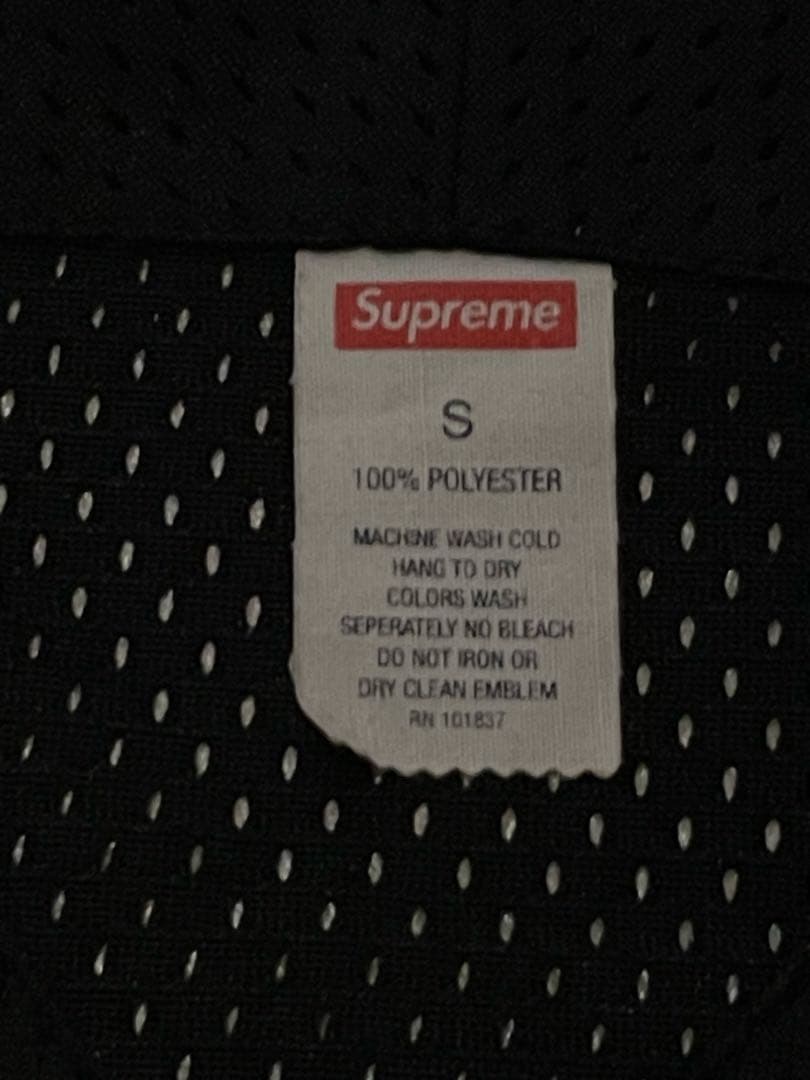 Supreme
S
100% POLYESTER
MACHINE WASH COLD
HANG TO DRY
COLORS WASH
SEPERATELY NO BLEACH
DO NOT IRON OR
DRY CLEAN EMBLEM
RN 101837